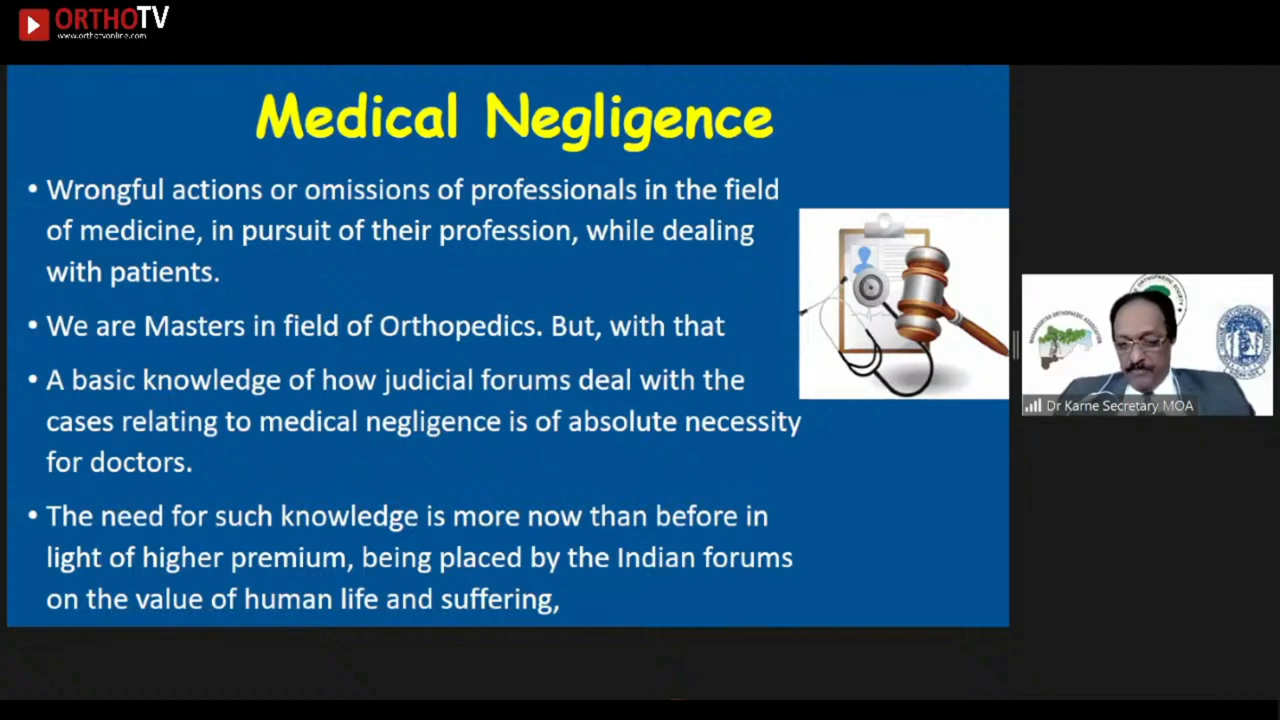 ORTHOTV
www.orthotvonline.com
Medical Negligence
• Wrongful actions or omissions of professionals in the field
of medicine, in pursuit of their profession, while dealing
with patients.
• We are Masters in field of Orthopedics. But, with that
• A basic knowledge of how judicial forums deal with the
cases relating to medical negligence is of absolute necessity
for doctors.
• The need for such knowledge is more now than before in
light of higher premium, being placed by the Indian forums
on the value of human life and suffering,
Dr Karne Secretary MOA